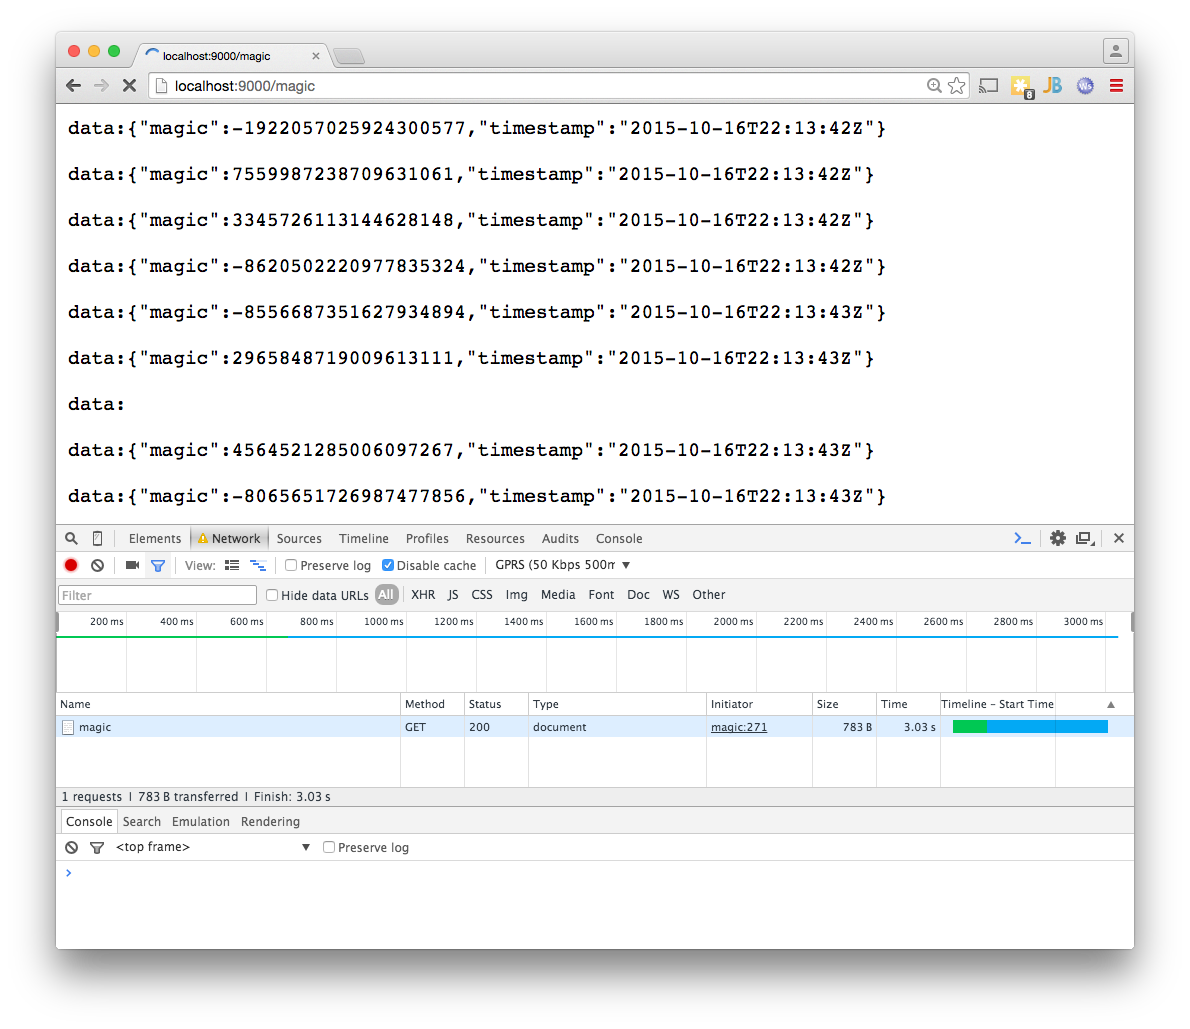 localhost:9000/magic
localhost:9000/magic
8
JB
Ws
data:{"magic":-1922057025924300577,"timestamp":"2015-10-16T22:13:42Z"}
data:{"magic":7559987238709631061,"timestamp":"2015-10-16T22:13:42Z"}
data:{"magic":3345726113144628148,"timestamp":"2015-10-16T22:13:42Z"}
data:{"magic":-8620502220977835324,"timestamp":"2015-10-16T22:13:42Z"}
data:{"magic":-8556687351627934894,"timestamp":"2015-10-16T22:13:43Z"}
data:{"magic":2965848719009613111,"timestamp":"2015-10-16T22:13:43Z"}
data:
data:{"magic":4564521285006097267,"timestamp":"2015-10-16T22:13:43Z"}
data:{"magic":-8065651726987477856,"timestamp":"2015-10-16T22:13:43Z"}
Elements Network Sources Timeline Profiles Resources Audits Console
View: Preserve log Disable cache GPRS (50 Kbps 500m
Filter Hide data URLs All XHR JS CSS Img Media Font Doc WS Other
200 ms 400 ms 600 ms 800 ms 1000 ms 1200 ms 1400 ms 1600 ms 1800 ms 2000 ms 2200 ms 2400 ms 2600 ms 2800 ms 3000 ms
Name Method Status Type Initiator Size Time Timeline – Start Time
magic GET 200 document magic:271 783 B 3.03 s
1 requests | 783 B transferred | Finish: 3.03 s
Console Search Emulation Rendering
<top frame> Preserve log